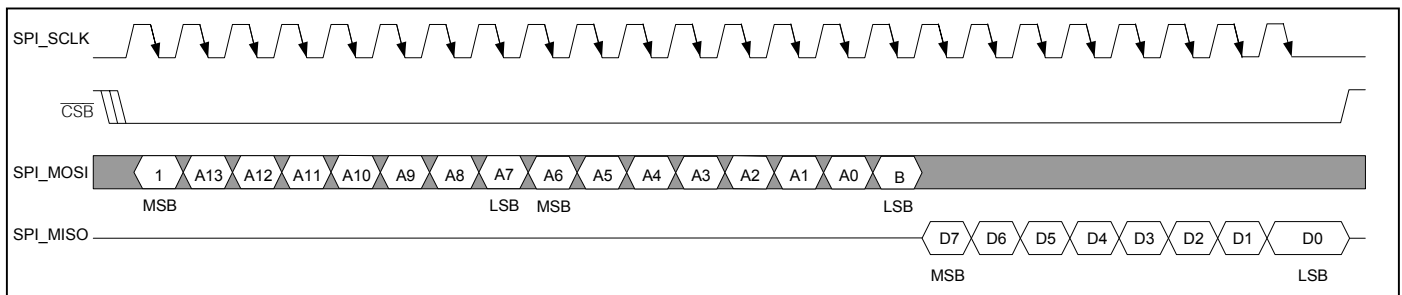 SPI_SCLK
CSB
SPI_MOSI 1 A13 A12 A11 A10 A9 A8 A7 A6 A5 A4 A3 A2 A1 A0 B
MSB LSB MSB LSB
SPI_MISO D7 D6 D5 D4 D3 D2 D1 D0
MSB LSB